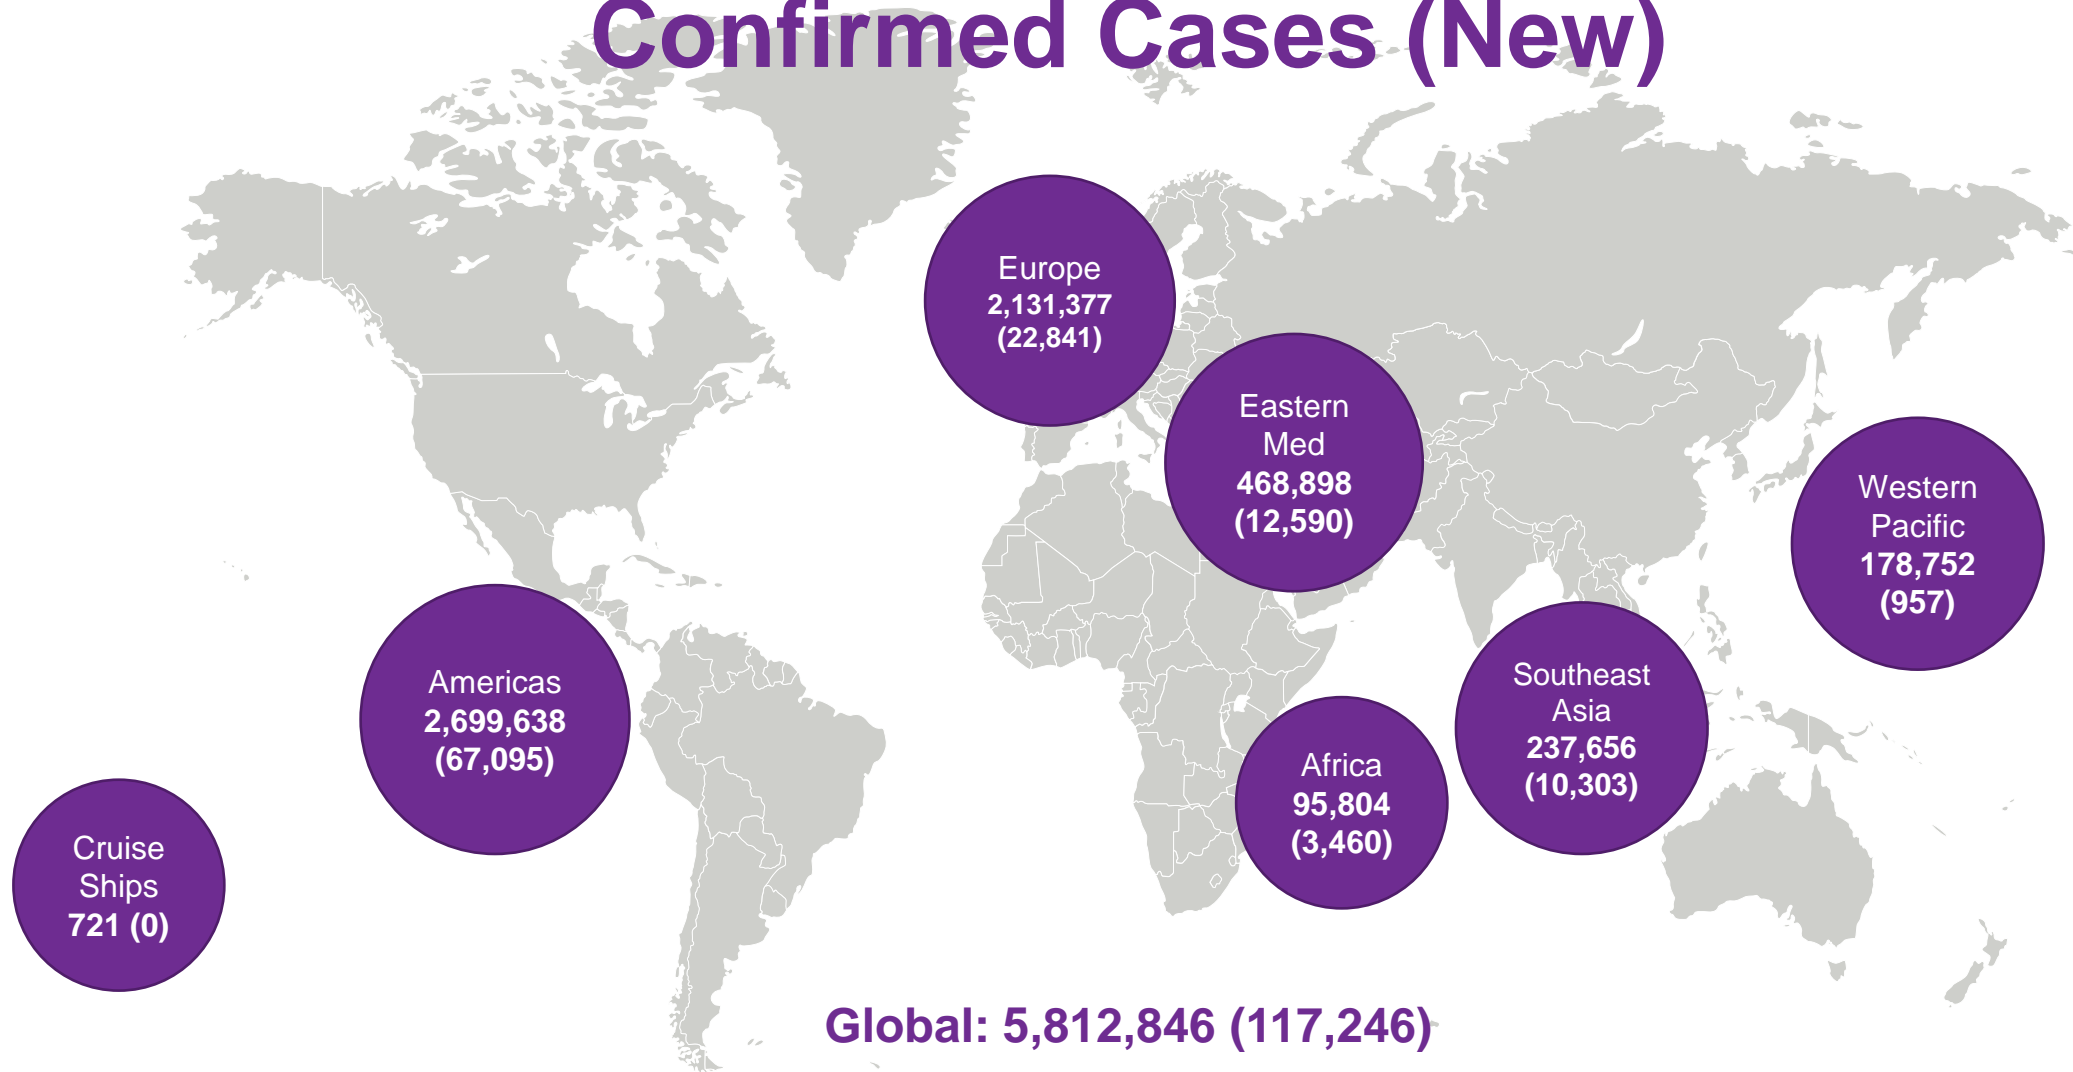 Confirmed Cases (New)
Europe
2,131,377
(22,841)
Eastern
Med
468,898
(12,590)
Western
Pacific
178,752
(957)
Americas
2,699,638
(67,095)
Southeast
Asia
237,656
(10,303)
Africa
95,804
(3,460)
Cruise
Ships
721 (0)
Global: 5,812,846 (117,246)